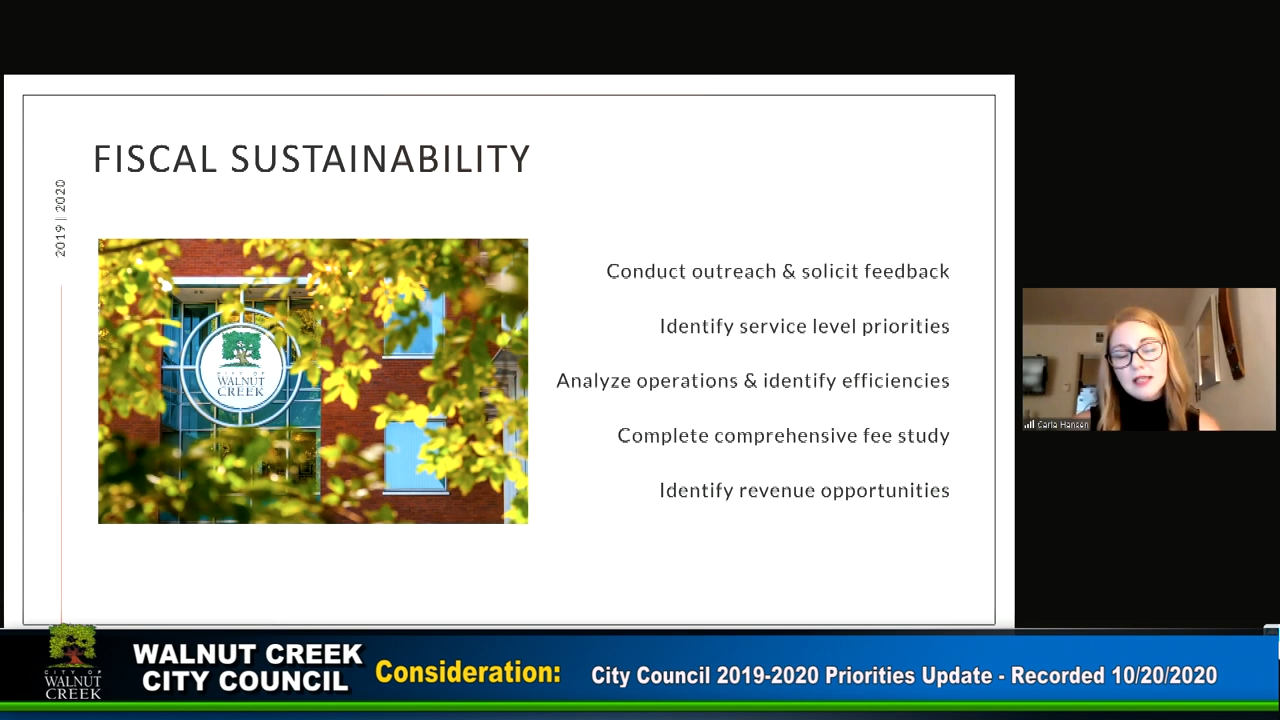 FISCAL SUSTAINABILITY
2019 || 2020
CITY OF
WALNUT
CREEK
Conduct outreach & solicit feedback
Identify service level priorities
Analyze operations & identify efficiencies
Complete comprehensive fee study
Identify revenue opportunities
Carla Hansen
CITY OF
WALNUT
CREEK
WALNUT CREEK
CITY COUNCIL
Consideration:
City Council 2019-2020 Priorities Update - Recorded 10/20/2020